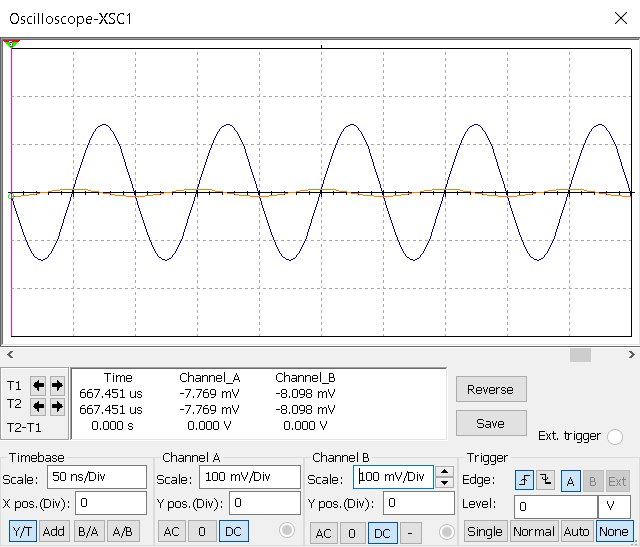 Oscilloscope-XSC1
T1
T2
T2-T1
Time Channel_A Channel_B
667.451 us -7.769 mV -8.098 mV
667.451 us -7.769 mV -8.098 mV
0.000 s 0.000 V 0.000 V
Reverse
Save
Ext. trigger
Timebase
Scale: 50 ns/Div
X pos.(Div): 0
Y/T Add B/A A/B
Channel A
Scale: 100 mV/Div
Y pos.(Div): 0
AC 0 DC
Channel B
Scale: 100 mV/Div
Y pos.(Div): 0
AC 0 DC -
Trigger
Edge: A B Ext
Level: 0 V
Single Normal Auto None